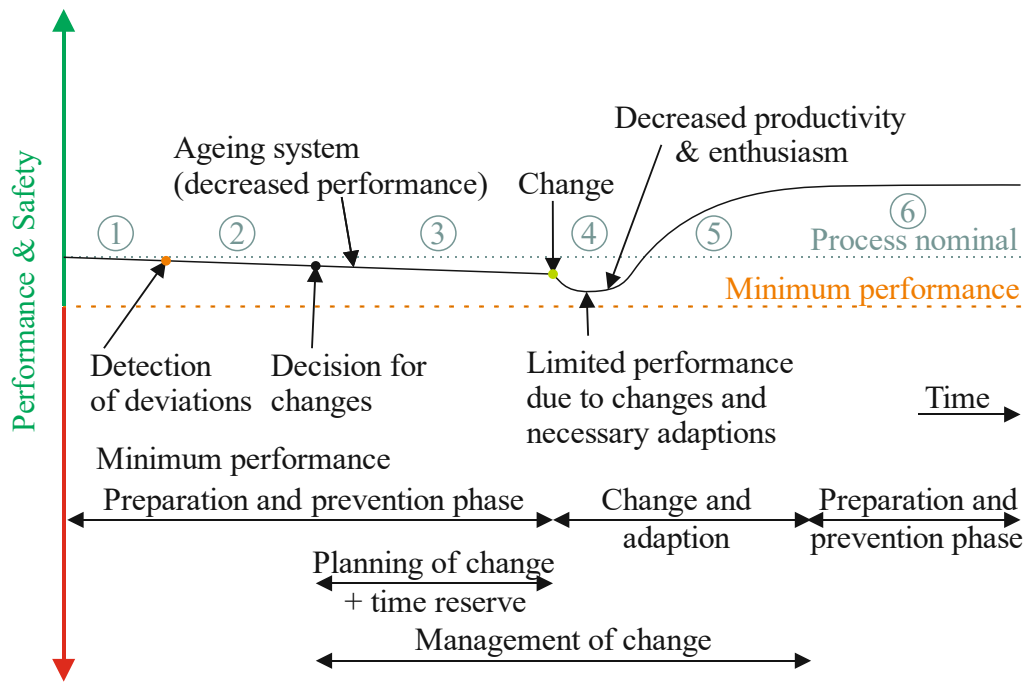 Performance & Safety
Decreased productivity
& enthusiasm
Ageing system
(decreased performance)
Change
1
2
3
4
5
6
Process nominal
Minimum performance
Detection
of deviations
Decision for
changes
Limited performance
due to changes and
necessary adaptions
Time
Minimum performance
Preparation and prevention phase
Change and
adaption
Preparation and
prevention phase
Planning of change
+ time reserve
Management of change